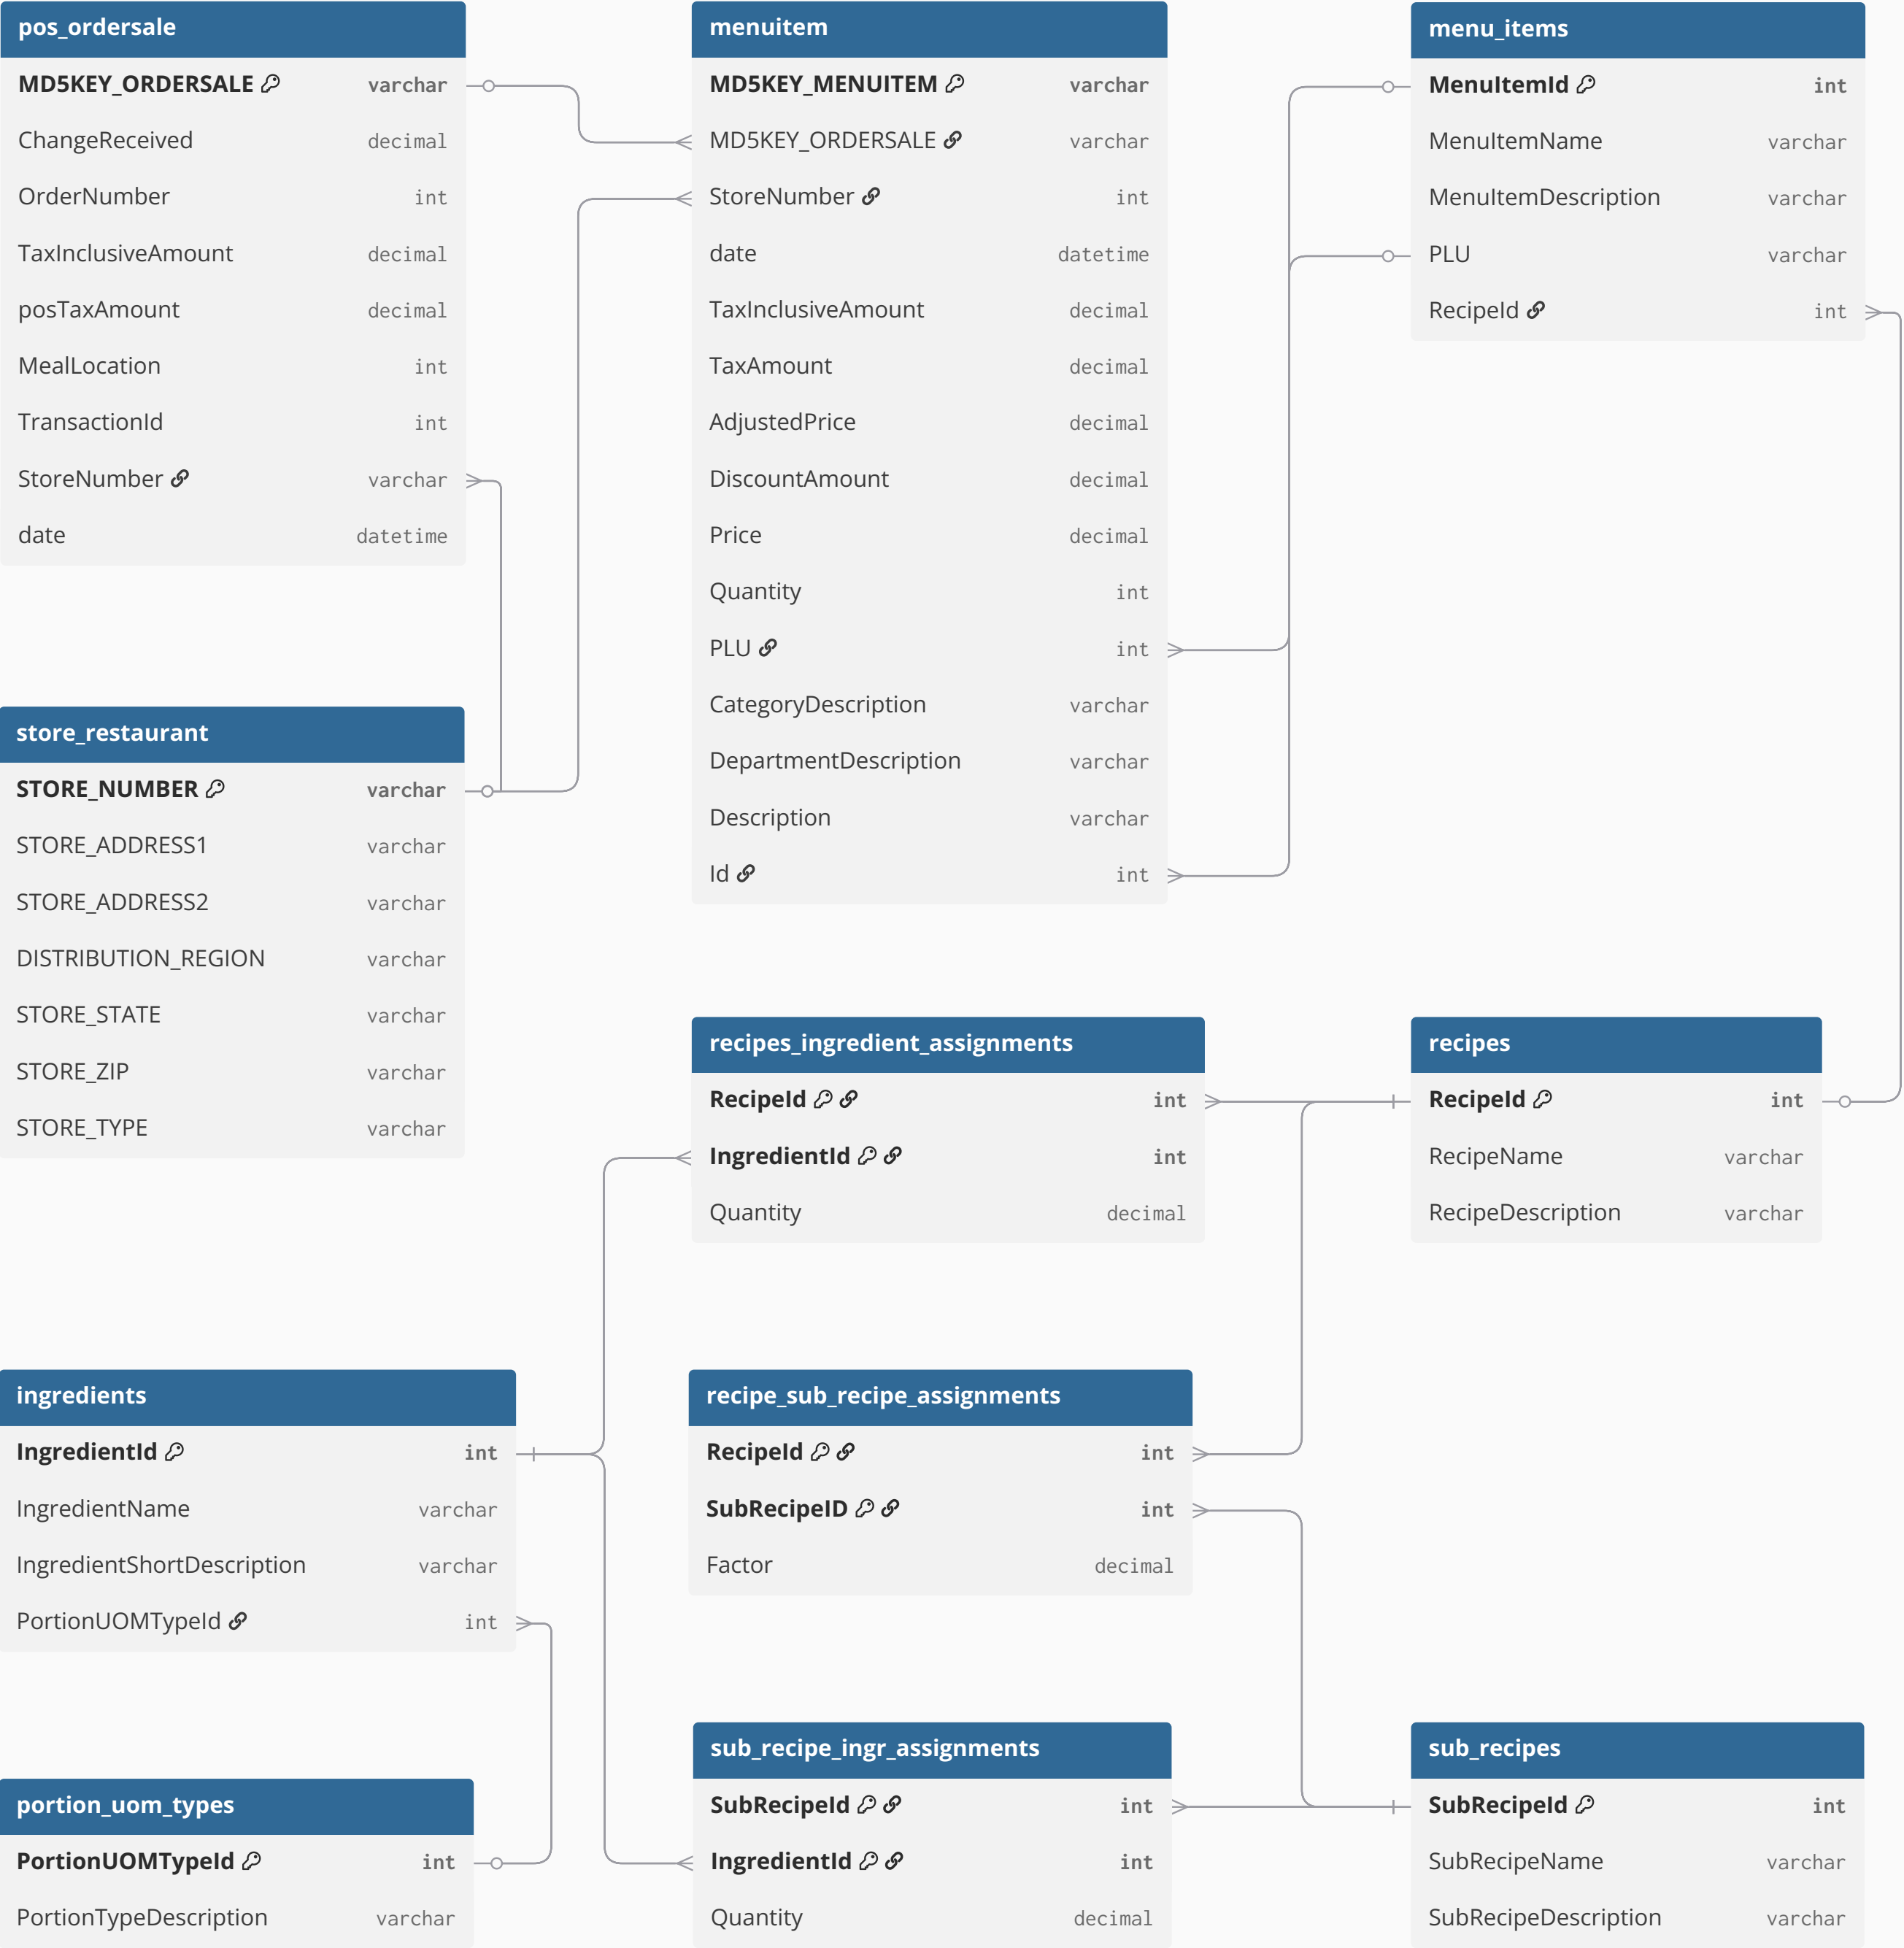 pos_ordersale
MD5KEY_ORDERSALE varchar
ChangeReceived decimal
OrderNumber int
TaxInclusiveAmount decimal
posTaxAmount decimal
MealLocation int
TransactionId int
StoreNumber varchar
date datetime
menuitem
MD5KEY_MENUITEM varchar
MD5KEY_ORDERSALE varchar
StoreNumber int
date datetime
TaxInclusiveAmount decimal
TaxAmount decimal
AdjustedPrice decimal
DiscountAmount decimal
Price decimal
Quantity int
PLU int
CategoryDescription varchar
DepartmentDescription varchar
Description varchar
Id int
menu_items
MenuItemId int
MenuItemName varchar
MenuItemDescription varchar
PLU varchar
RecipeId int
store_restaurant
STORE_NUMBER varchar
STORE_ADDRESS1 varchar
STORE_ADDRESS2 varchar
DISTRIBUTION_REGION varchar
STORE_STATE varchar
STORE_ZIP varchar
STORE_TYPE varchar
recipes_ingredient_assignments
RecipeId int
IngredientId int
Quantity decimal
recipes
RecipeId int
RecipeName varchar
RecipeDescription varchar
ingredients
IngredientId int
IngredientName varchar
IngredientShortDescription varchar
PortionUOMTypeId int
recipe_sub_recipe_assignments
RecipeId int
SubRecipeID int
Factor decimal
portion_uom_types
PortionUOMTypeId int
PortionTypeDescription varchar
sub_recipe_ingr_assignments
SubRecipeId int
IngredientId int
Quantity decimal
sub_recipes
SubRecipeId int
SubRecipeName varchar
SubRecipeDescription varchar